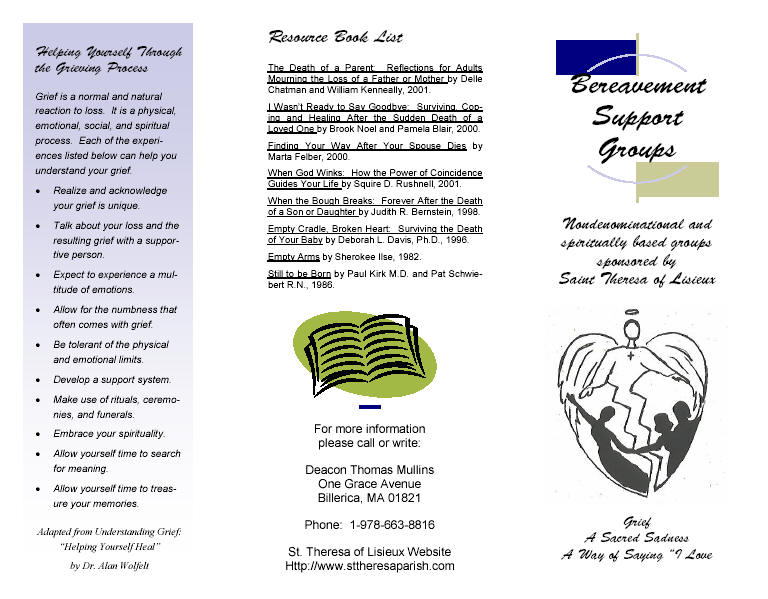 Helping Yourself Through
the Grieving Process
Grief is a normal and natural
reaction to loss. It is a physical,
emotional, social, and spiritual
process. Each of the experi-
ences listed below can help you
understand your grief.
• Realize and acknowledge
your grief is unique.
• Talk about your loss and the
resulting grief with a suppor-
tive person.
• Expect to experience a mul-
titude of emotions.
• Allow for the numbness that
often comes with grief.
• Be tolerant of the physical
and emotional limits.
• Develop a support system.
• Make use of rituals, ceremo-
nies, and funerals.
• Embrace your spirituality.
• Allow yourself time to search
for meaning.
• Allow yourself time to treas-
ure your memories.
Adapted from Understanding Grief:
“Helping Yourself Heal”
by Dr. Alan Wolfelt
Resource Book List
The Death of a Parent: Reflections for Adults
Mourning the Loss of a Father or Mother by Delle
Chatman and William Kenneally, 2001.
I Wasn't Ready to Say Goodbye: Surviving, Cop-
ing and Healing After the Sudden Death of a
Loved One by Brook Noel and Pamela Blair, 2000.
Finding Your Way After Your Spouse Dies by
Marta Felber, 2000.
When God Winks: How the Power of Coincidence
Guides Your Life by Squire D. Rushnell, 2001.
When the Bough Breaks: Forever After the Death
of a Son or Daughter by Judith R. Bernstein, 1998.
Empty Cradle, Broken Heart: Surviving the Death
of Your Baby by Deborah L. Davis, Ph.D., 1996.
Empty Arms by Sherokee Ilse, 1982.
Still to be Born by Paul Kirk M.D. and Pat Schwie-
bert R.N., 1986.
For more information
please call or write:
Deacon Thomas Mullins
One Grace Avenue
Billerica, MA 01821
Phone: 1-978-663-8816
St. Theresa of Lisieux Website
Http://www.sttheresaparish.com
Bereavement
Support
Groups
Nondenominational and
spiritually based groups
sponsored by
Saint Theresa of Lisieux
Grief
A Sacred Sadness
A Way of Saying “I Love